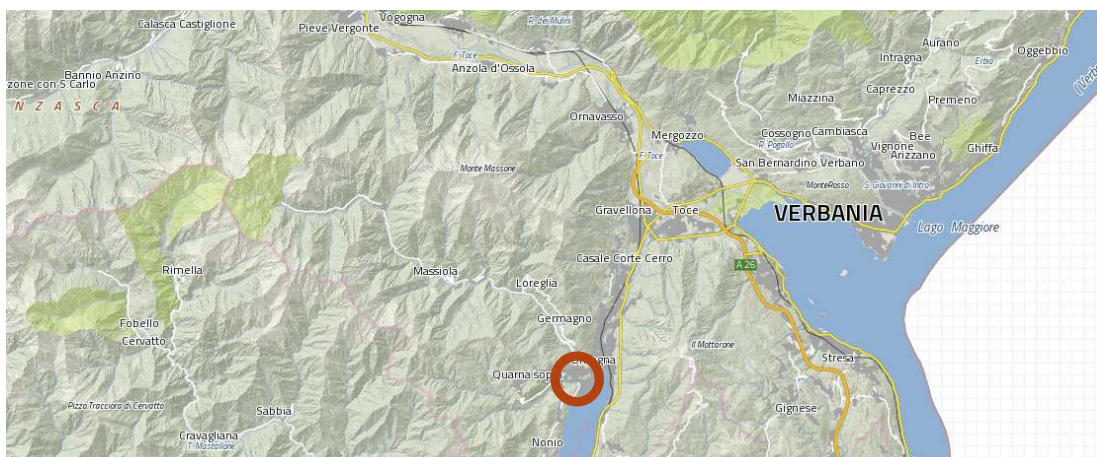 Vogogna
R. dei Mulini
Calasca Castiglione
Pieve Vergonte
Aurano
Oggebbio
F. Toce
Intragna
Erbia
Bannio Anzino
Anzola d'Ossola
zone con S.Carlo
Caprezzo
Miazzina
Premeno
(Verba
N Z A S C A
Ornavasso
Mergozzo
Cossogno
Cambiasca
Bee
R. Pogallo
Vignone
Ghiffa
F. Toce
Arizzano
San Bernardino Verbano
Monte Massone
MonteRosso
S. Giovanni di Intra
Gravellona Toce
VERBANIA
Lago Maggiore
Casale Corte Cerro
A 26
Rimella
Massiola
Loreglia
Fobello
Germagno
Cervatto
Il Mottarone
Stresa
Quarna sop
Pizzo Tracciora di Cervatto
Sabbia
Gignese
Cravagliana
T. Mastallone
Nonio